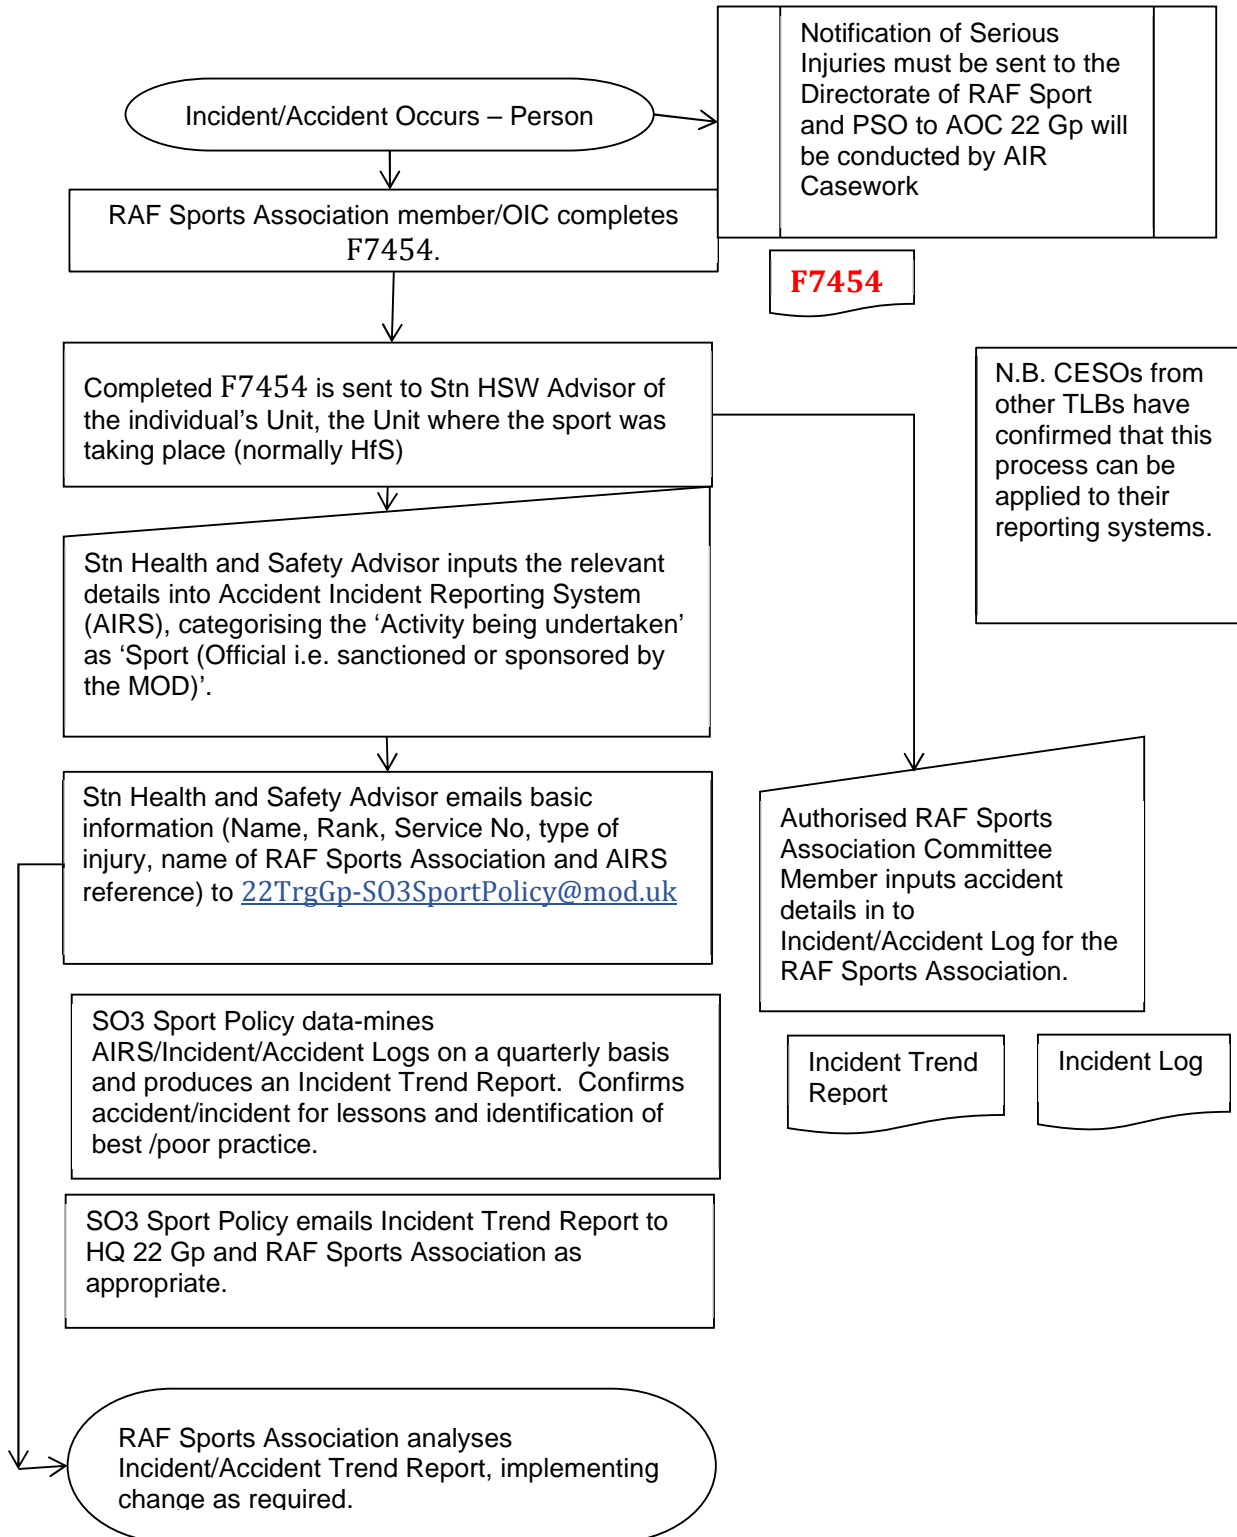 Notification of Serious
Injuries must be sent to the
Directorate of RAF Sport
and PSO to AOC 22 Gp will
be conducted by AIR
Casework
Incident/Accident Occurs – Person
RAF Sports Association member/OIC completes
F7454.
F7454
Completed F7454 is sent to Stn HSW Advisor of
the individual’s Unit, the Unit where the sport was
taking place (normally HfS)
N.B. CESOs from
other TLBs have
confirmed that this
process can be
applied to their
reporting systems.
Stn Health and Safety Advisor inputs the relevant
details into Accident Incident Reporting System
(AIRS), categorising the ‘Activity being undertaken’
as ‘Sport (Official i.e. sanctioned or sponsored by
the MOD)’.
Stn Health and Safety Advisor emails basic
information (Name, Rank, Service No, type of
injury, name of RAF Sports Association and AIRS
reference) to 22TrgGp-SO3SportPolicy@mod.uk
Authorised RAF Sports
Association Committee
Member inputs accident
details in to
Incident/Accident Log for the
RAF Sports Association.
SO3 Sport Policy data-mines
AIRS/Incident/Accident Logs on a quarterly basis
and produces an Incident Trend Report.  Confirms
accident/incident for lessons and identification of
best /poor practice.
Incident Trend
Report
Incident Log
SO3 Sport Policy emails Incident Trend Report to
HQ 22 Gp and RAF Sports Association as
appropriate.
RAF Sports Association analyses
Incident/Accident Trend Report, implementing
change as required.